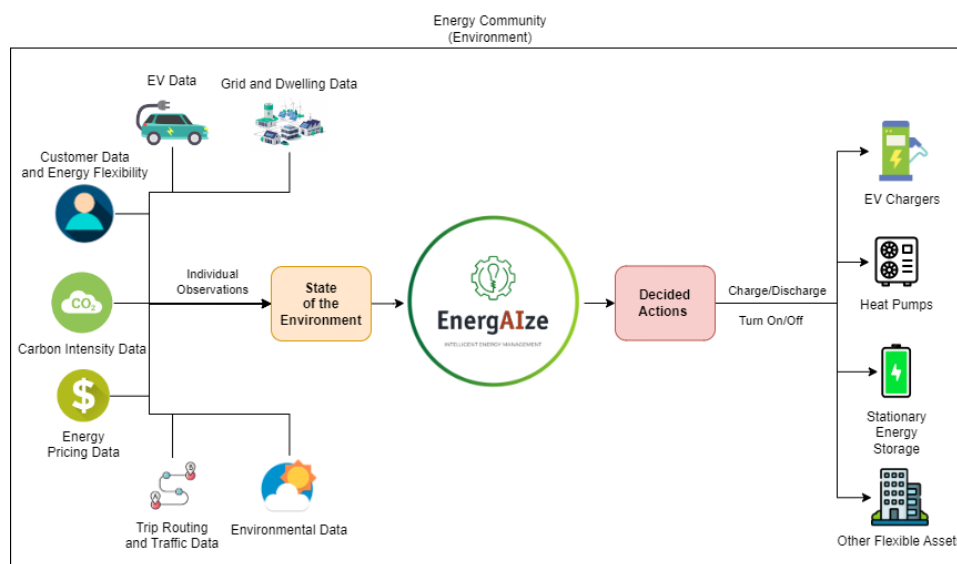 Energy Community
(Environment)
EV Data
Grid and Dwelling Data
Customer Data
and Energy Flexibility
CO2
Carbon Intensity Data
$
Energy
Pricing Data
A
B
Trip Routing
and Traffic Data
Environmental Data
Individual
Observations
State
of the
Environment
EnergAIze
INTELLIGENT ENERGY MANAGEMENT
Decided
Actions
Charge/Discharge
Turn On/Off
EV Chargers
Heat Pumps
Stationary
Energy
Storage
Other Flexible Assets